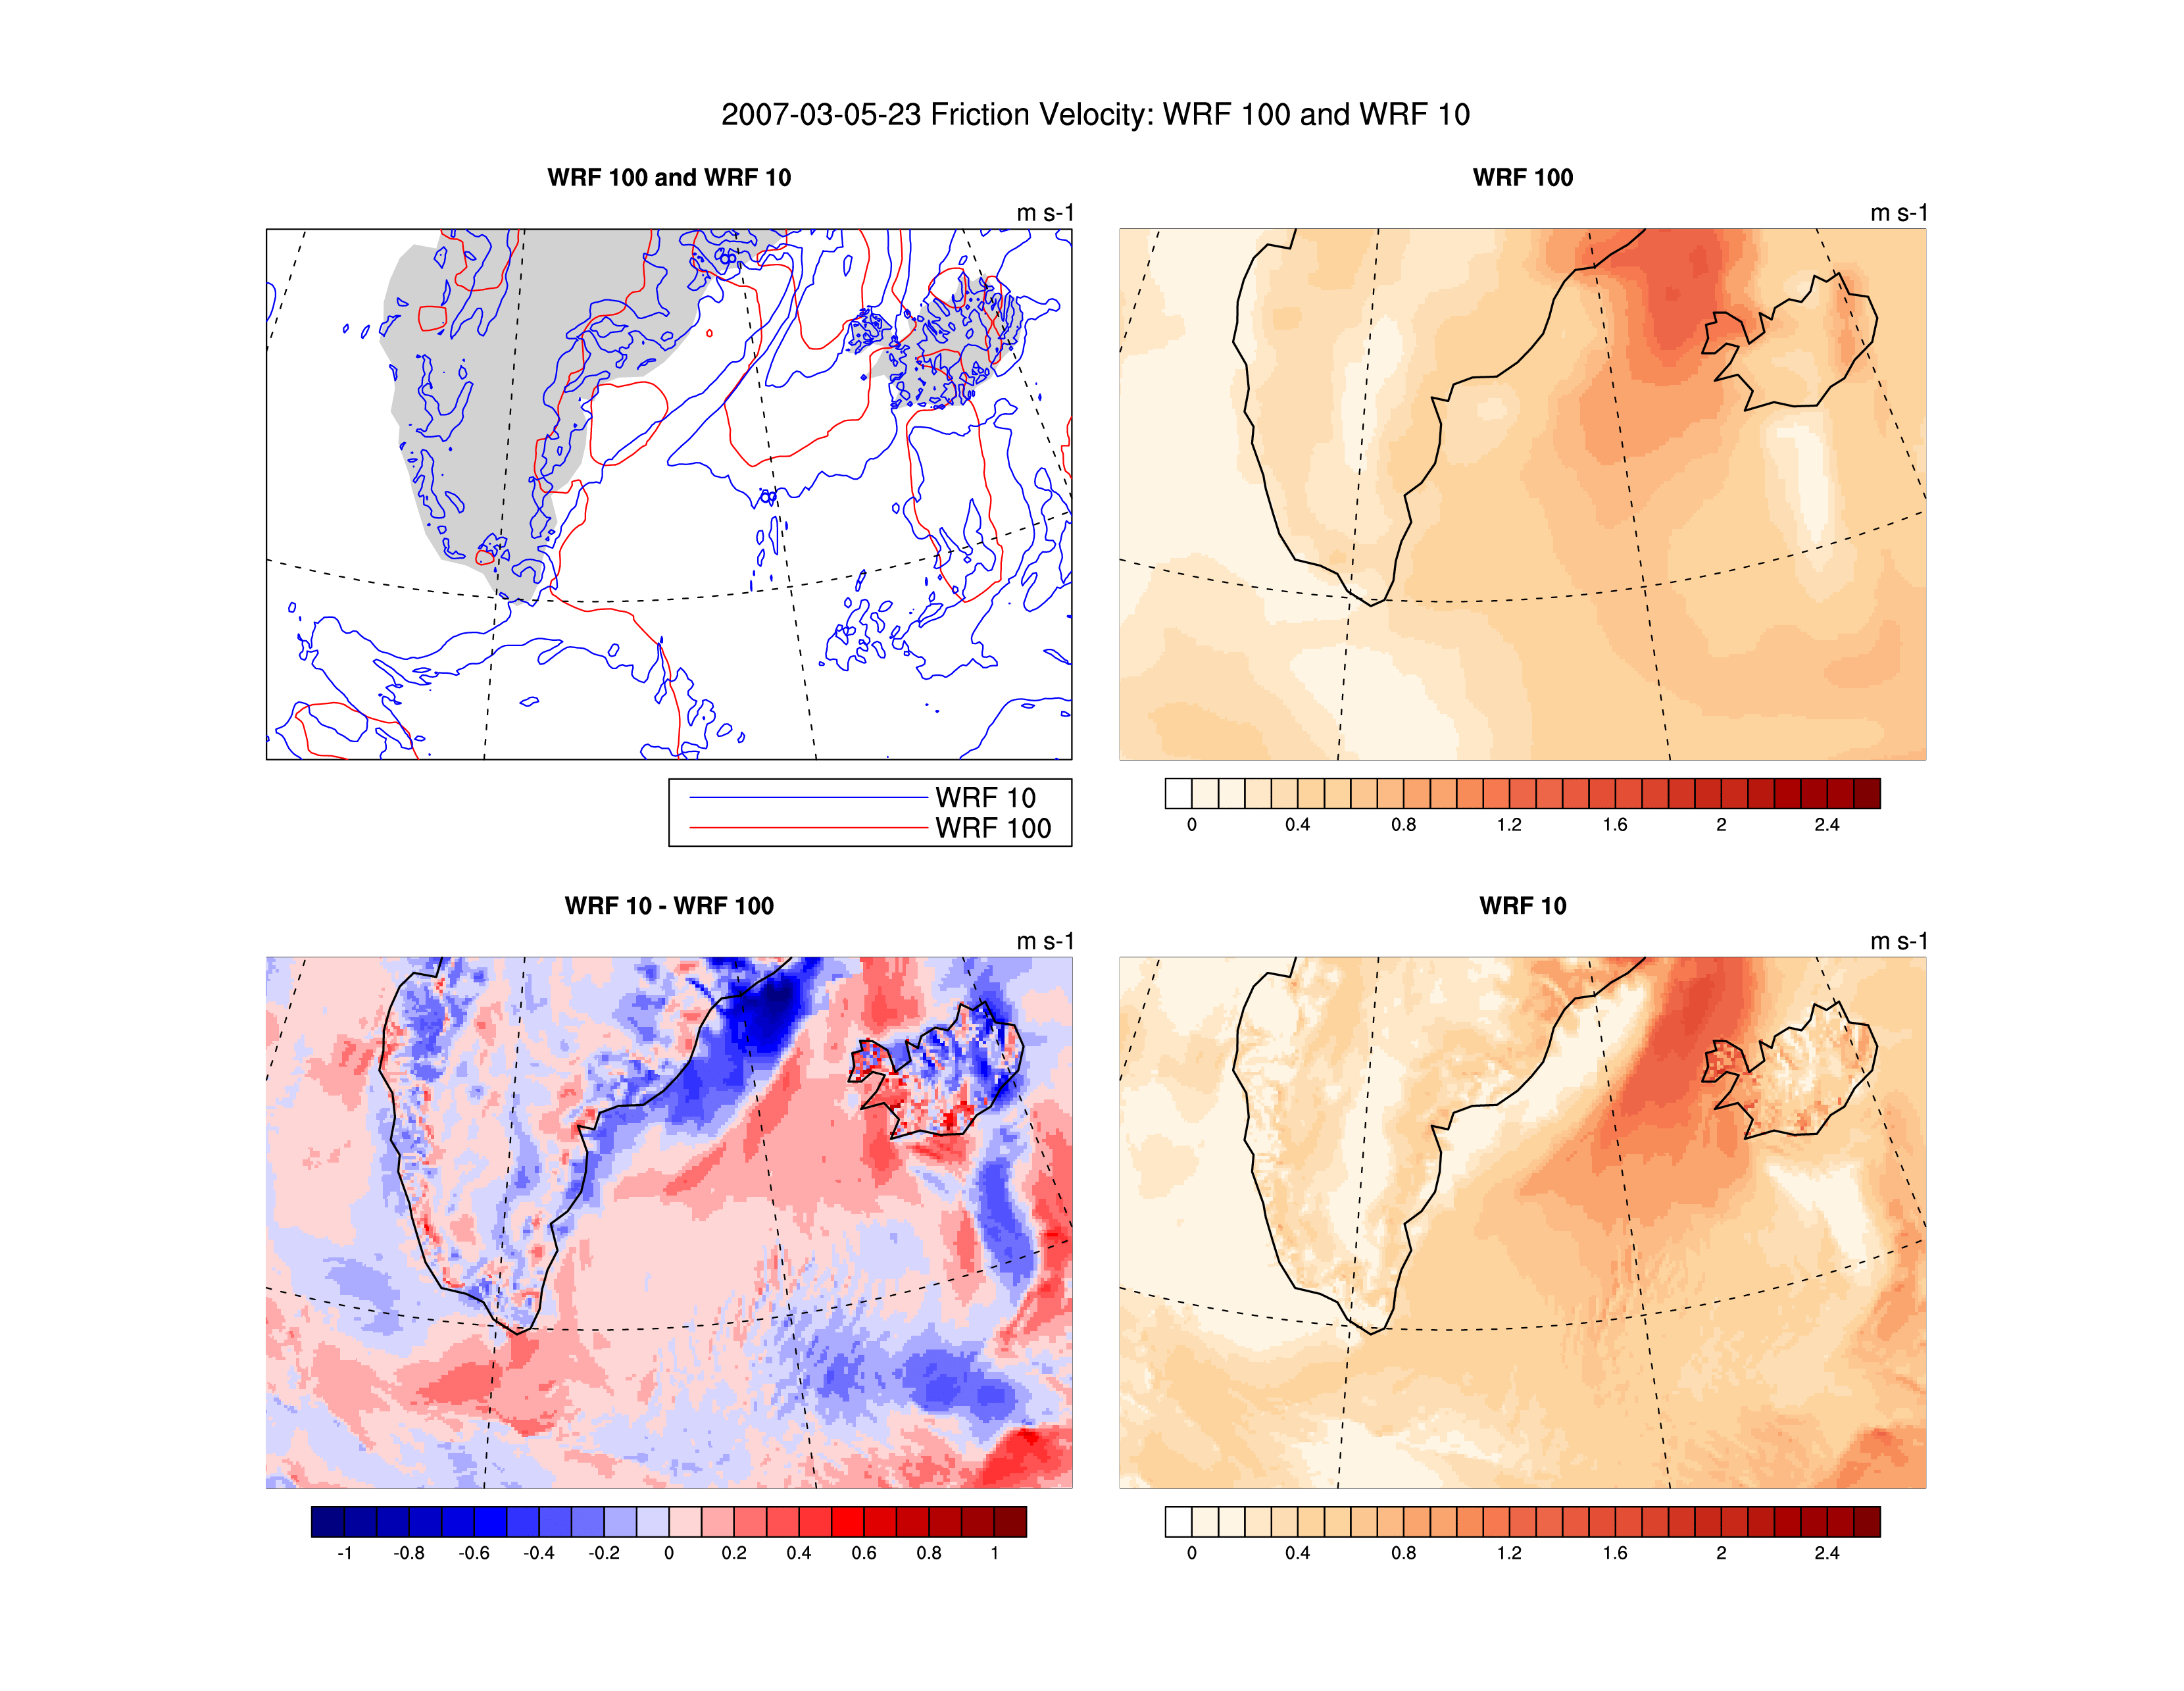 2007-03-05-23 Friction Velocity: WRF 100 and WRF 10
WRF 100 and WRF 10
m s-1
WRF 10
WRF 100
WRF 100
m s-1
0 0.4 0.8 1.2 1.6 2 2.4
WRF 10 - WRF 100
m s-1
-1 -0.8 -0.6 -0.4 -0.2 0 0.2 0.4 0.6 0.8 1
WRF 10
m s-1
0 0.4 0.8 1.2 1.6 2 2.4